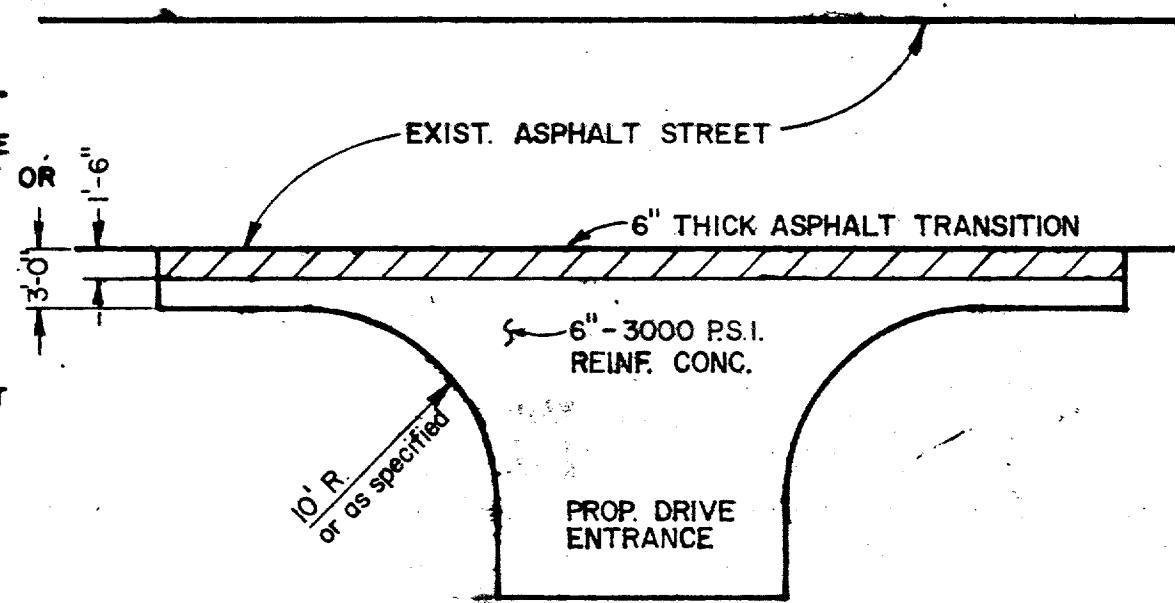 EXIST. ASPHALT STREET
E
OR
1'-6"
6" THICK ASPHALT TRANSITION
3'-0"
6"-3000 P.S.I.
REINF. CONC.
T
10' R.
or as specified
PROP. DRIVE
ENTRANCE